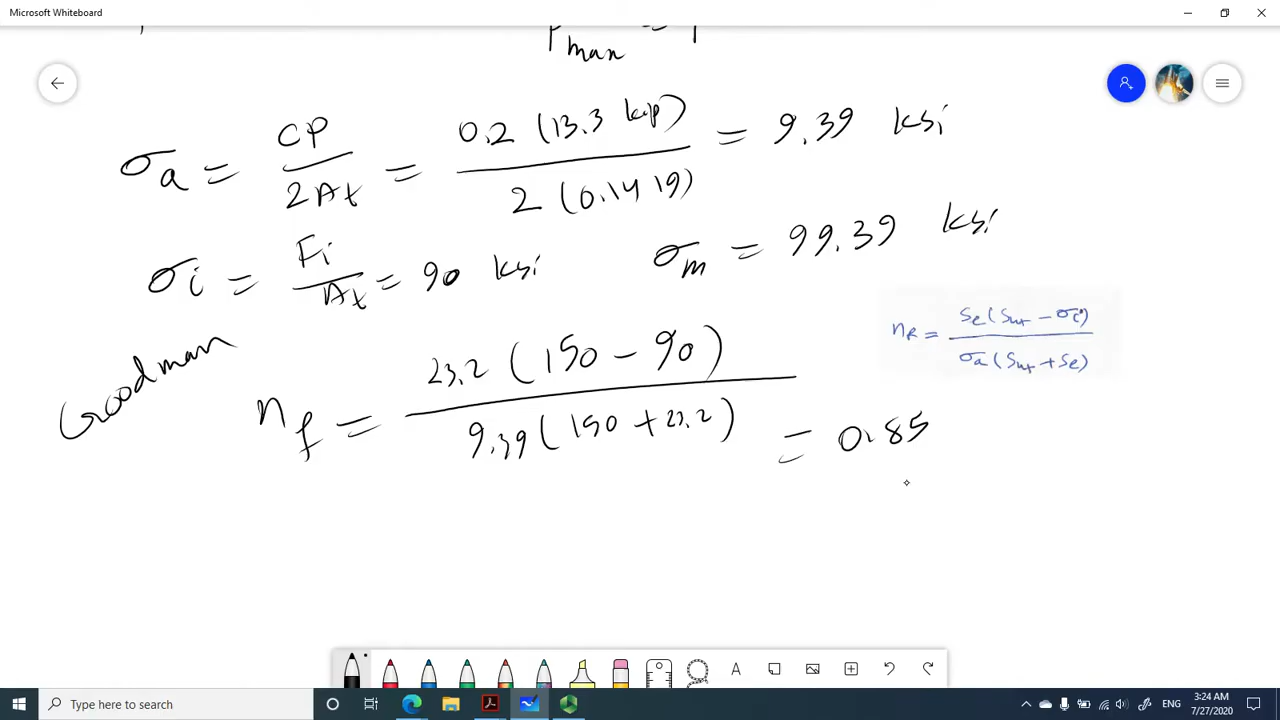 Microsoft Whiteboard
Pmax =
σa = CP / 2At = 0.2 (13.3 kip) / 2 (0.1419) = 9.39 ksi
σi = Fi / At = 90 ksi σm = 99.39 ksi
nf = Se(Sut - σi) / σa(Sut + Se)
Goodman
nf = 23.2 (150 - 90) / 9.39 (150 + 23.2) = 0.85
Type here to search
ENG
3:24 AM
7/27/2020